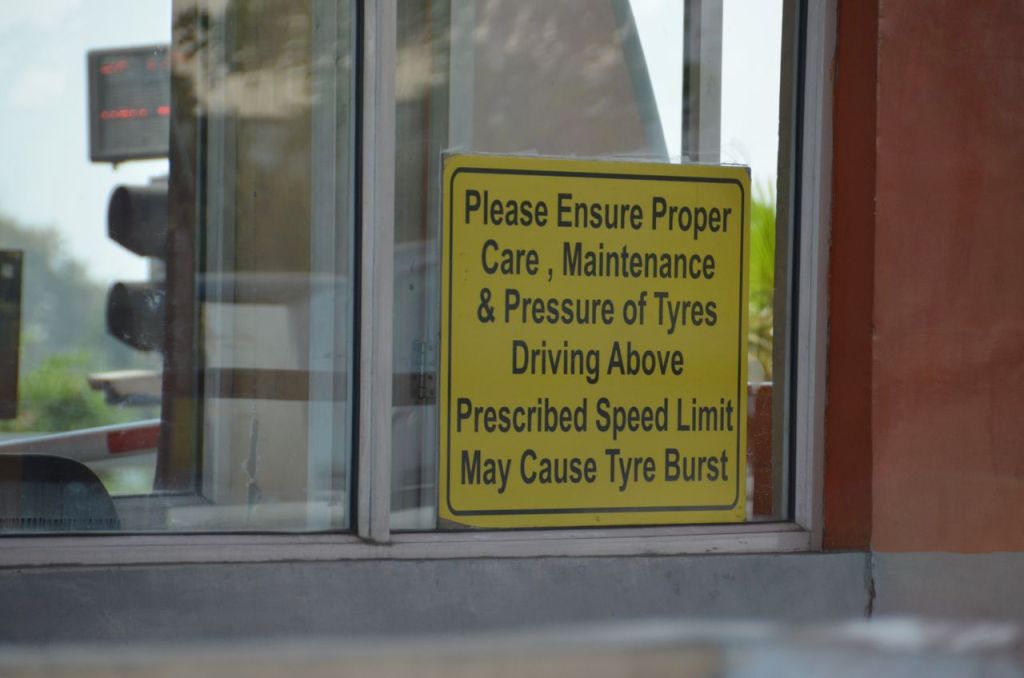 Please Ensure Proper
Care , Maintenance
& Pressure of Tyres
Driving Above
Prescribed Speed Limit
May Cause Tyre Burst